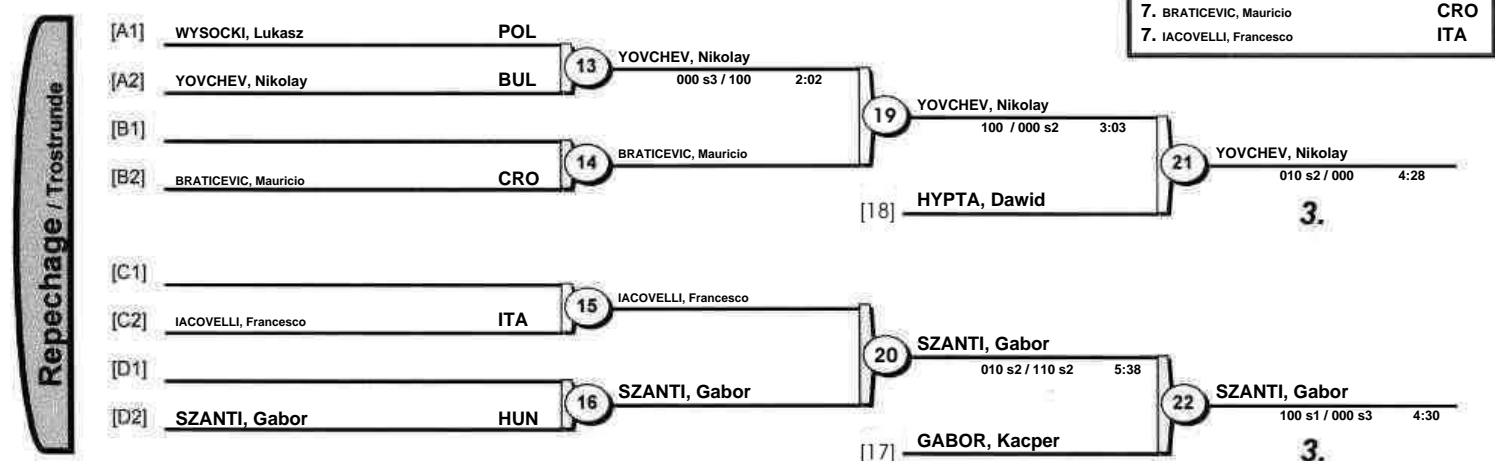 7. BRATICEVIC, Mauricio CRO
7. IACOVELLI, Francesco ITA
Repechage / Trostrunde
[A1] WYSOCKI, Lukasz POL
13 YOVCHEV, Nikolay
000 s3 / 100 2:02
[A2] YOVCHEV, Nikolay BUL
19 YOVCHEV, Nikolay
100 / 000 s2 3:03
[B1]
14 BRATICEVIC, Mauricio
[B2] BRATICEVIC, Mauricio CRO
21 YOVCHEV, Nikolay
010 s2 / 000 4:28
[18] HYPTA, Dawid
3.
[C1]
15 IACOVELLI, Francesco
[C2] IACOVELLI, Francesco ITA
20 SZANTI, Gabor
010 s2 / 110 s2 5:38
[D1]
16 SZANTI, Gabor
[D2] SZANTI, Gabor HUN
22 SZANTI, Gabor
100 s1 / 000 s3 4:30
[17] GABOR, Kacper
3.